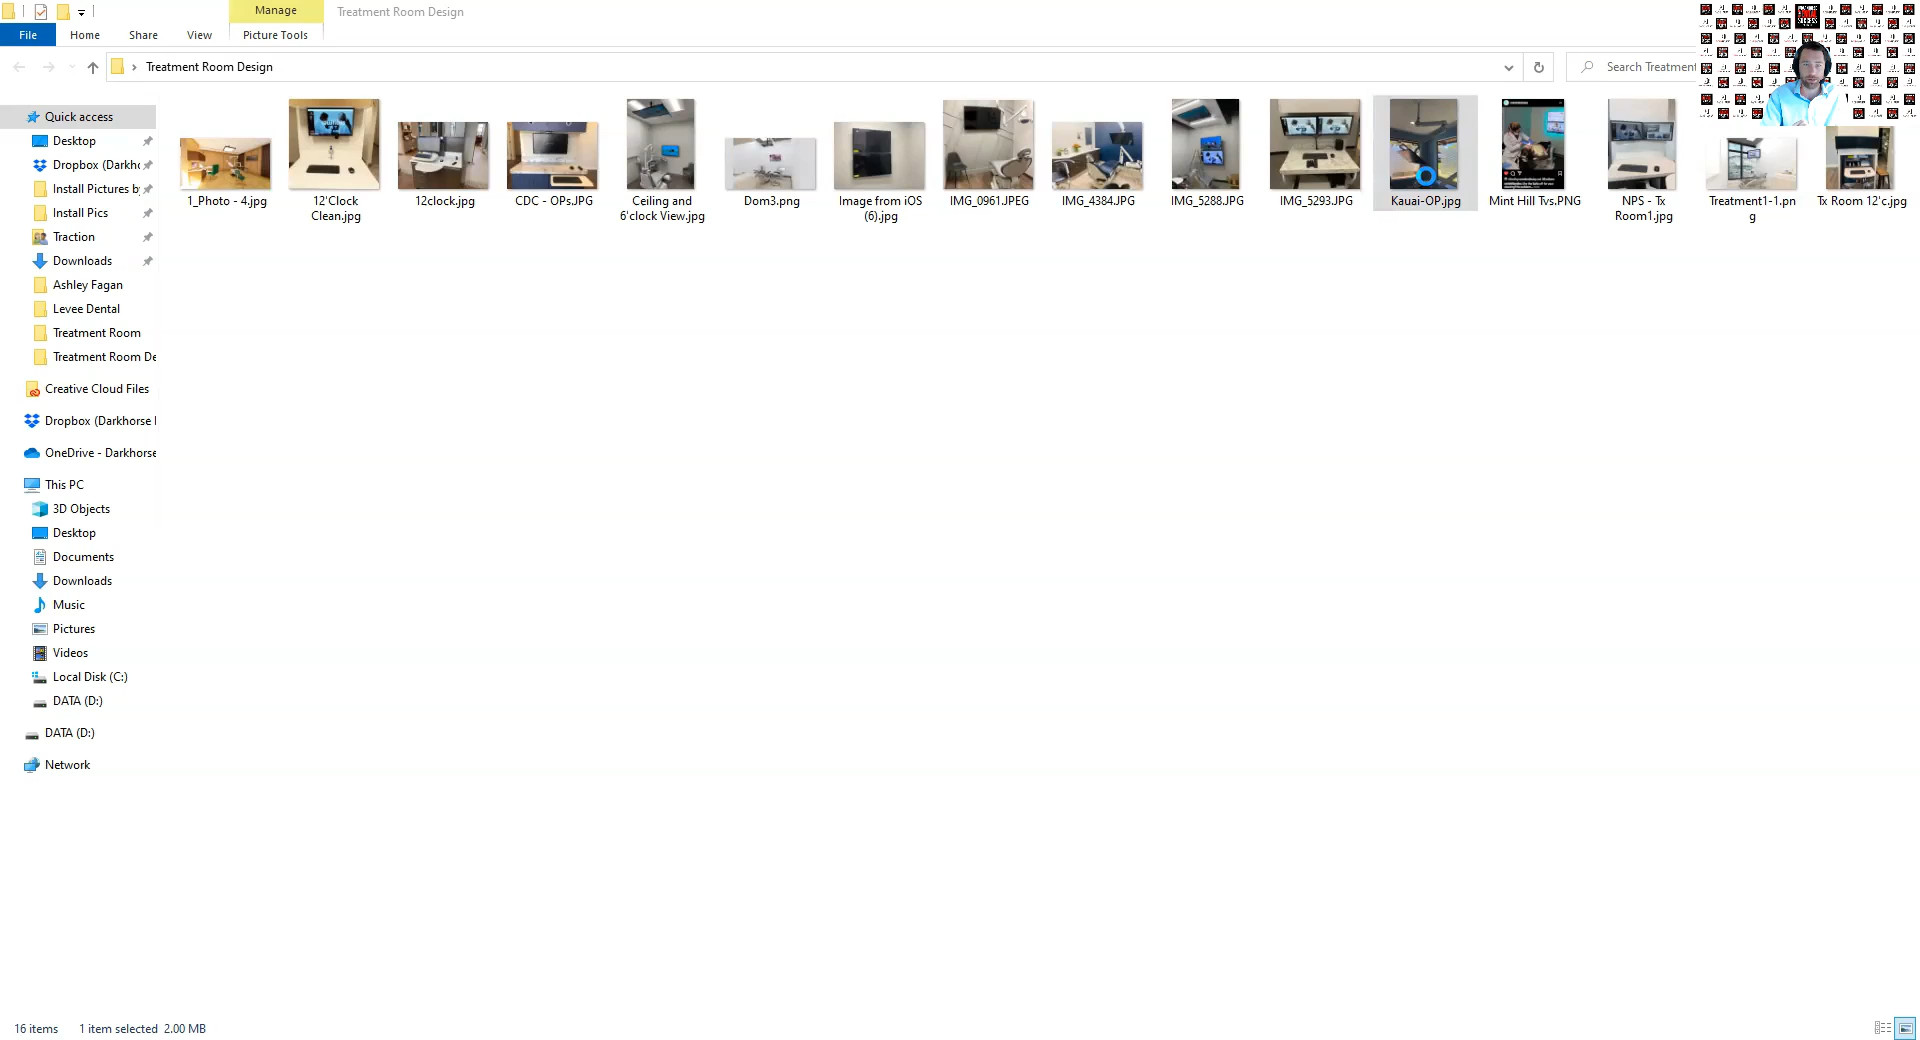 Manage
Treatment Room Design
File
Home
Share
View
Picture Tools
Treatment Room Design
Search Treatment
Quick access
Desktop
Dropbox (Darkho
Install Pictures by
Install Pics
Traction
Downloads
Ashley Fagan
Levee Dental
Treatment Room
Treatment Room De
Creative Cloud Files
Dropbox (Darkhorse
OneDrive - Darkhorse
This PC
3D Objects
Desktop
Documents
Downloads
Music
Pictures
Videos
Local Disk (C:)
DATA (D:)
DATA (D:)
Network
1_Photo - 4.jpg
12'Clock
Clean.jpg
12clock.jpg
CDC - OPs.JPG
Ceiling and
6'clock View.jpg
Dom3.png
Image from iOS
(6).jpg
IMG_0961.JPEG
IMG_4384.JPG
IMG_5288.JPG
IMG_5293.JPG
Kauai-OP.jpg
Mint Hill Tvs.PNG
NPS - Tx
Room1.jpg
Treatment1-1.pn
g
Tx Room 12'c.jpg
16 items
1 item selected 2.00 MB